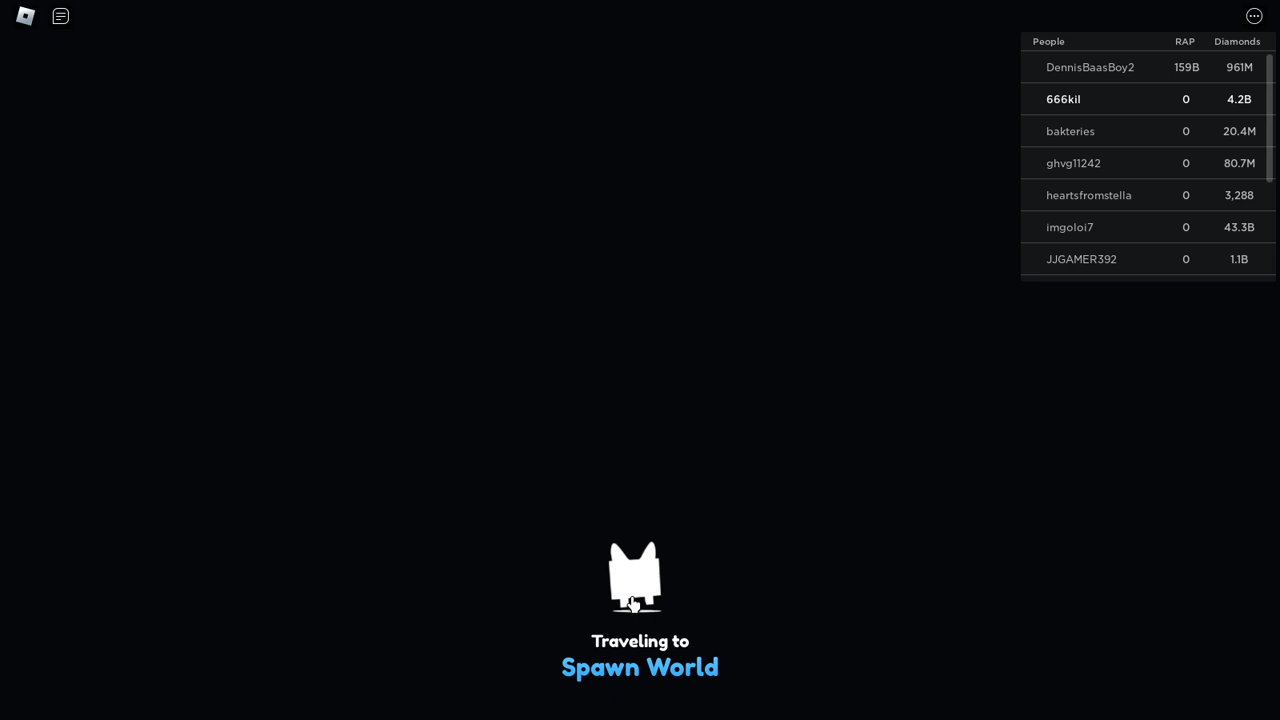 People RAP Diamonds
DennisBaasBoy2 159B 961M
666kil 0 4.2B
bakteries 0 20.4M
ghvg11242 0 80.7M
heartsfromstella 0 3,288
imgoloi7 0 43.3B
JJGAMER392 0 1.1B
Traveling to
Spawn World